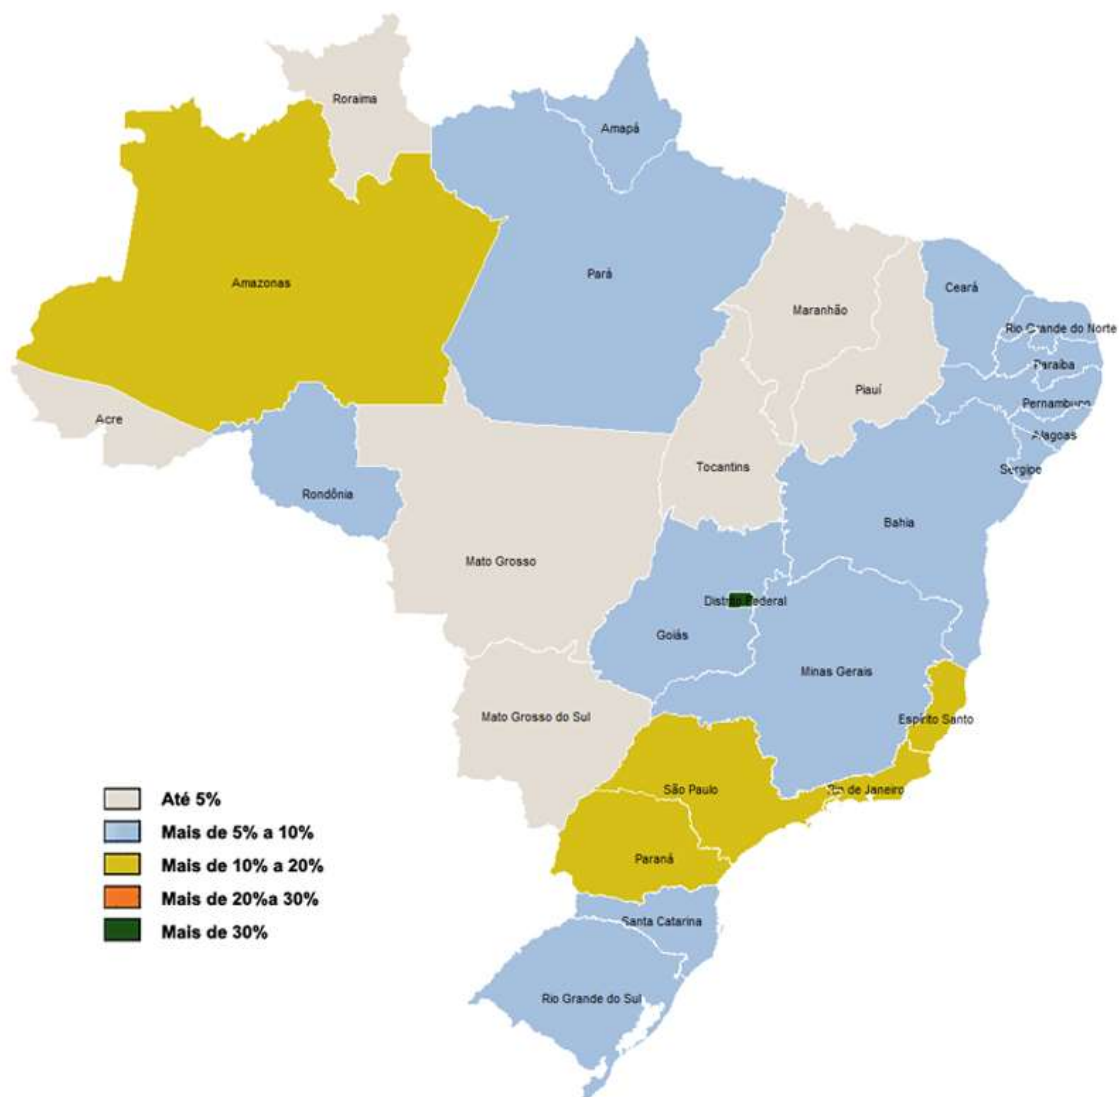 Roraima
Amapá
Amazonas
Pará
Ceará
Maranhão
Rio Grande do Norte
Paraíba
Piauí
Pernambuco
Acre
Alagoas
Tocantins
Sergipe
Rondônia
Bahia
Mato Grosso
Distrito Federal
Goiás
Minas Gerais
Mato Grosso do Sul
Espírito Santo
São Paulo
Rio de Janeiro
Paraná
Santa Catarina
Rio Grande do Sul
Até 5%
Mais de 5% a 10%
Mais de 10% a 20%
Mais de 20%a 30%
Mais de 30%